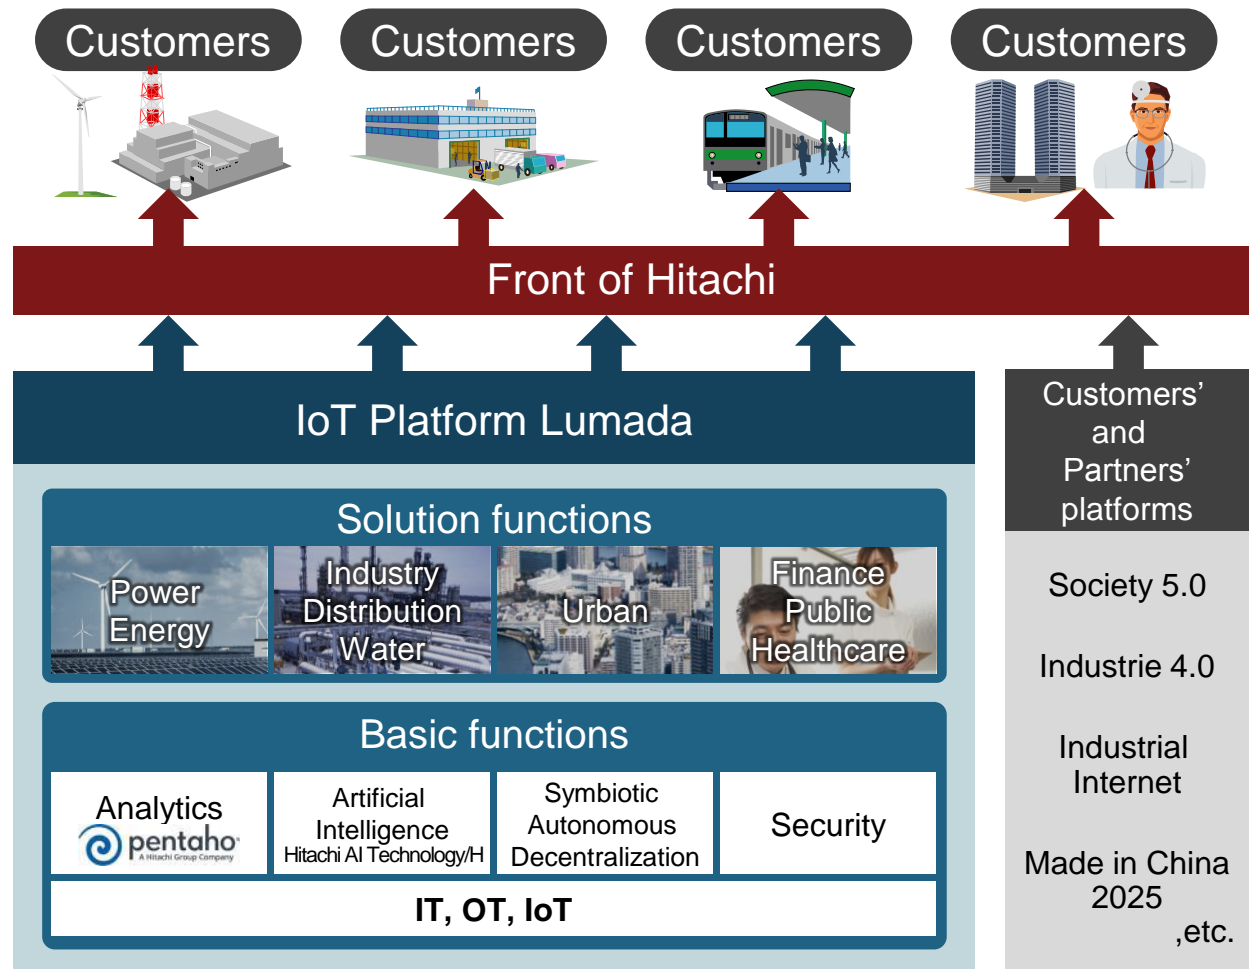 Customers
Customers
Customers
Customers
Front of Hitachi
IoT Platform Lumada
Customers’
and
Partners’
platforms
Solution functions
Power
Energy
Industry
Distribution
Water
Urban
Finance
Public
Healthcare
Basic functions
Analytics
pentaho
A Hitachi Group Company
Artificial
Intelligence
Hitachi AI Technology/H
Symbiotic
Autonomous
Decentralization
Security
IT, OT, IoT
Society 5.0
Industrie 4.0
Industrial
Internet
Made in China
2025
,etc.